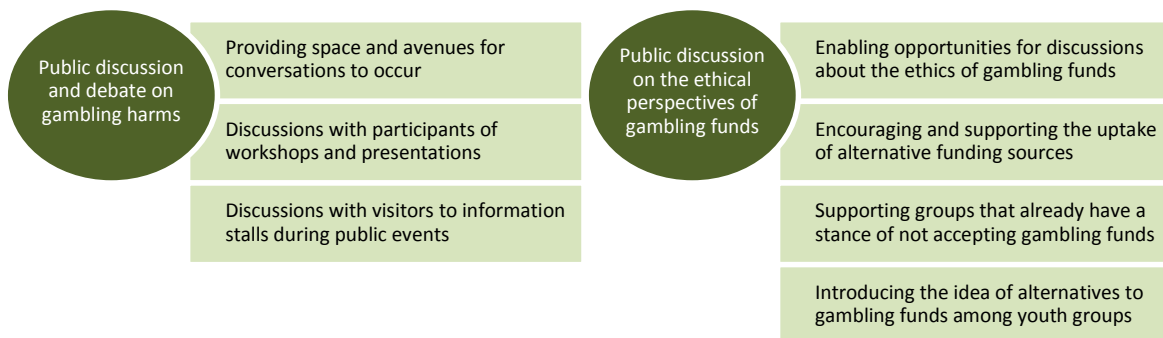 Public discussion
and debate on
gambling harms
Providing space and avenues for
conversations to occur
Discussions with participants of
workshops and presentations
Discussions with visitors to information
stalls during public events
Public discussion
on the ethical
perspectives of
gambling funds
Enabling opportunities for discussions
about the ethics of gambling funds
Encouraging and supporting the uptake
of alternative funding sources
Supporting groups that already have a
stance of not accepting gambling funds
Introducing the idea of alternatives to
gambling funds among youth groups